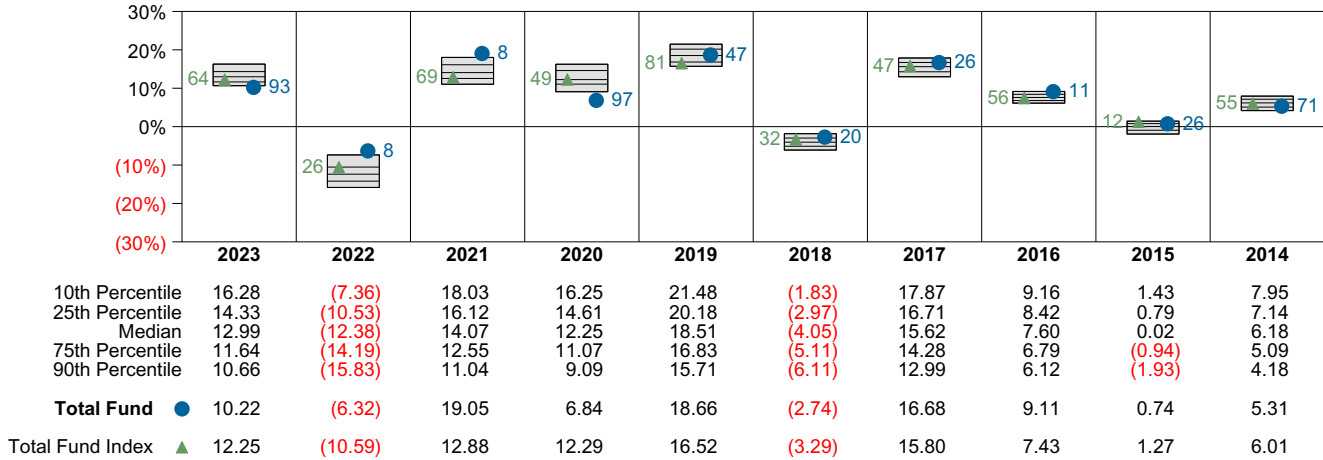 30%
20%
10%
0%
(10%)
(20%)
(30%)
64 93
26 8
69 8
49 97
81 47
32 20
47 26
56 11
12 26
55 71
2023 2022 2021 2020 2019 2018 2017 2016 2015 2014
10th Percentile 16.28 (7.36) 18.03 16.25 21.48 (1.83) 17.87 9.16 1.43 7.95
25th Percentile 14.33 (10.53) 16.12 14.61 20.18 (2.97) 16.71 8.42 0.79 7.14
Median 12.99 (12.38) 14.07 12.25 18.51 (4.05) 15.62 7.60 0.02 6.18
75th Percentile 11.64 (14.19) 12.55 11.07 16.83 (5.11) 14.28 6.79 (0.94) 5.09
90th Percentile 10.66 (15.83) 11.04 9.09 15.71 (6.11) 12.99 6.12 (1.93) 4.18
Total Fund 10.22 (6.32) 19.05 6.84 18.66 (2.74) 16.68 9.11 0.74 5.31
Total Fund Index 12.25 (10.59) 12.88 12.29 16.52 (3.29) 15.80 7.43 1.27 6.01